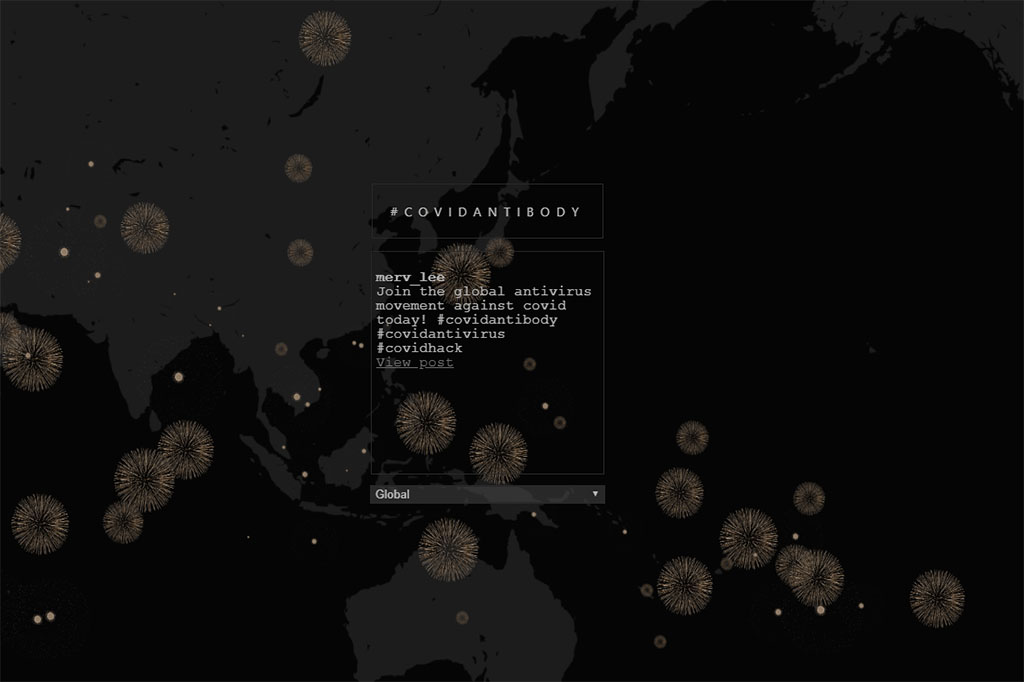 #COVIDANTIBODY
merv_lee
Join the global antivirus
movement against covid
today! #covidantibody
#covidantivirus
#covidhack
View post
Global